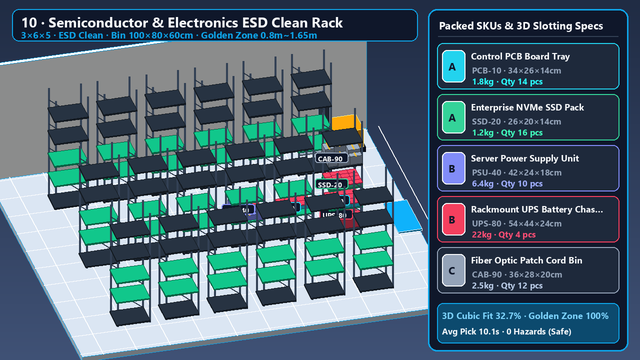 10 · Semiconductor & Electronics ESD Clean Rack
3×6×5 · ESD Clean · Bin 100×80×60cm · Golden Zone 0.8m~1.65m
CAB-90
SSD-20
UPS-80
Packed SKUs & 3D Slotting Specs
A
Control PCB Board Tray
PCB-10 · 34×26×14cm
1.8kg · Qty 14 pcs
A
Enterprise NVMe SSD Pack
SSD-20 · 26×20×14cm
1.2kg · Qty 16 pcs
B
Server Power Supply Unit
PSU-40 · 42×24×18cm
6.4kg · Qty 10 pcs
B
Rackmount UPS Battery Chas...
UPS-80 · 54×44×24cm
22kg · Qty 4 pcs
C
Fiber Optic Patch Cord Bin
CAB-90 · 36×28×20cm
2.5kg · Qty 12 pcs
3D Cubic Fit 32.7% · Golden Zone 100%
Avg Pick 10.1s · 0 Hazards (Safe)